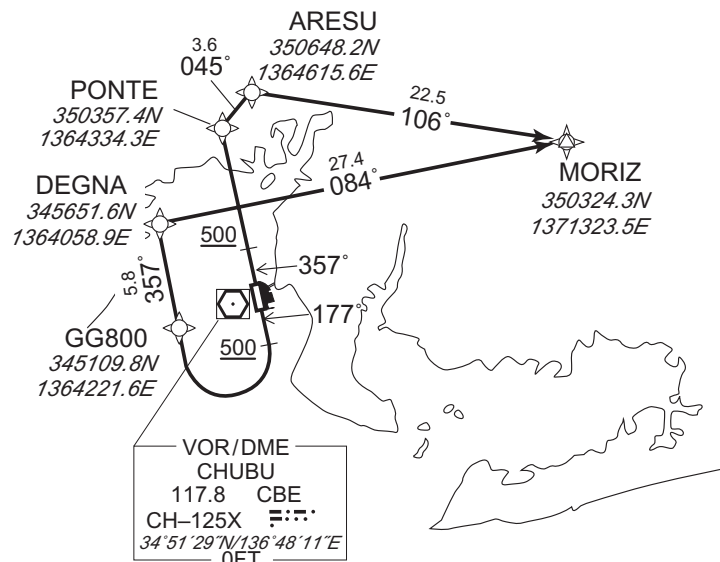 ARESU
350648.2N
1364615.6E
3.6
045°
PONTE
350357.4N
1364334.3E
22.5
106°
MORIZ
350324.3N
1371323.5E
27.4
084°
DEGNA
345651.6N
1364058.9E
500
357°
5.8
357°
177°
500
GG800
345109.8N
1364221.6E
VOR/DME
CHUBU
117.8 CBE
CH–125X
34°51´29˝N/136°48´11˝E
0FT